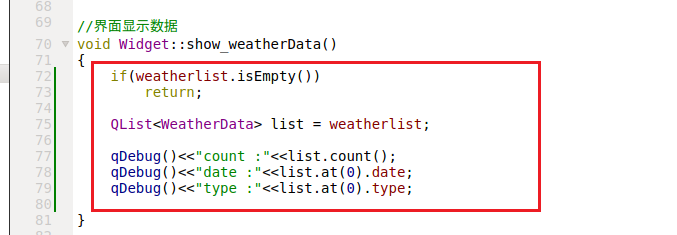 68
69 //界面显示数据
70 void Widget::show_weatherData()
71 {
72 if(weatherlist.isEmpty())
73 return;
74
75 QList<WeatherData> list = weatherlist;
76
77 qDebug()<<"count :"<<list.count();
78 qDebug()<<"date :"<<list.at(0).date;
79 qDebug()<<"type :"<<list.at(0).type;
80
81 }